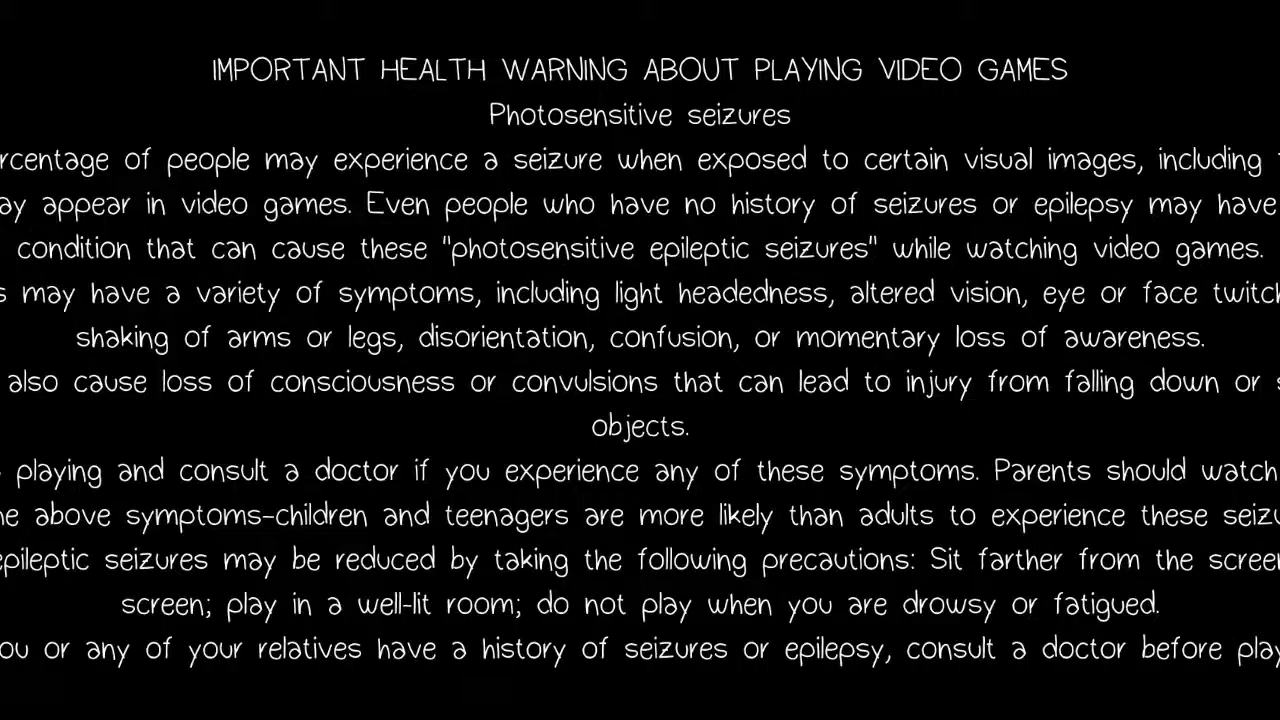 IMPORTANT HEALTH WARNING ABOUT PLAYING VIDEO GAMES
Photosensitive seizures
rcentage of people may experience a seizure when exposed to certain visual images, including
ay appear in video games. Even people who have no history of seizures or epilepsy may have
condition that can cause these "photosensitive epileptic seizures" while watching video games.
s may have a variety of symptoms, including light headedness, altered vision, eye or face twitc
shaking of arms or legs, disorientation, confusion, or momentary loss of awareness.
also cause loss of consciousness or convulsions that can lead to injury from falling down or s
objects.
playing and consult a doctor if you experience any of these symptoms. Parents should watch
he above symptoms-children and teenagers are more likely than adults to experience these seizu
epileptic seizures may be reduced by taking the following precautions: Sit farther from the screen
screen; play in a well-lit room; do not play when you are drowsy or fatigued.
ou or any of your relatives have a history of seizures or epilepsy, consult a doctor before play